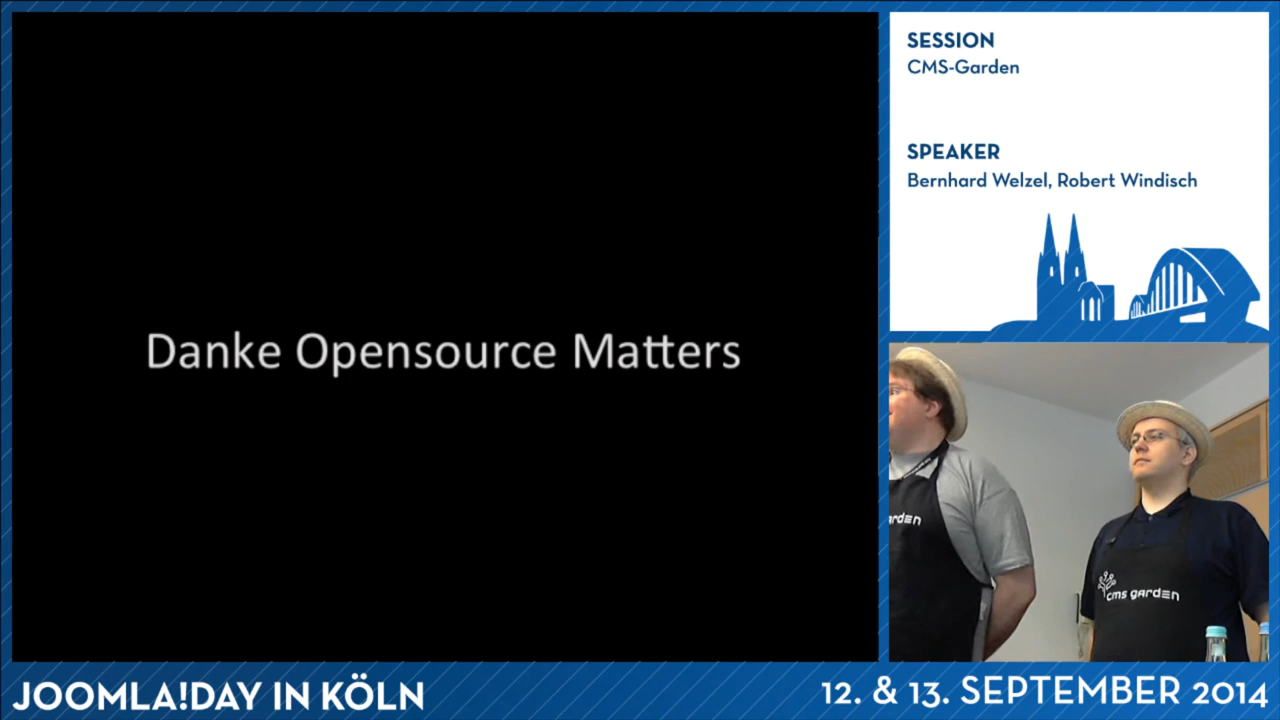 Danke Opensource Matters
SESSION
CMS-Garden
SPEAKER
Bernhard Welzel, Robert Windisch
cms garden
JOOMLA!DAY IN KÖLN
12. & 13. SEPTEMBER 2014